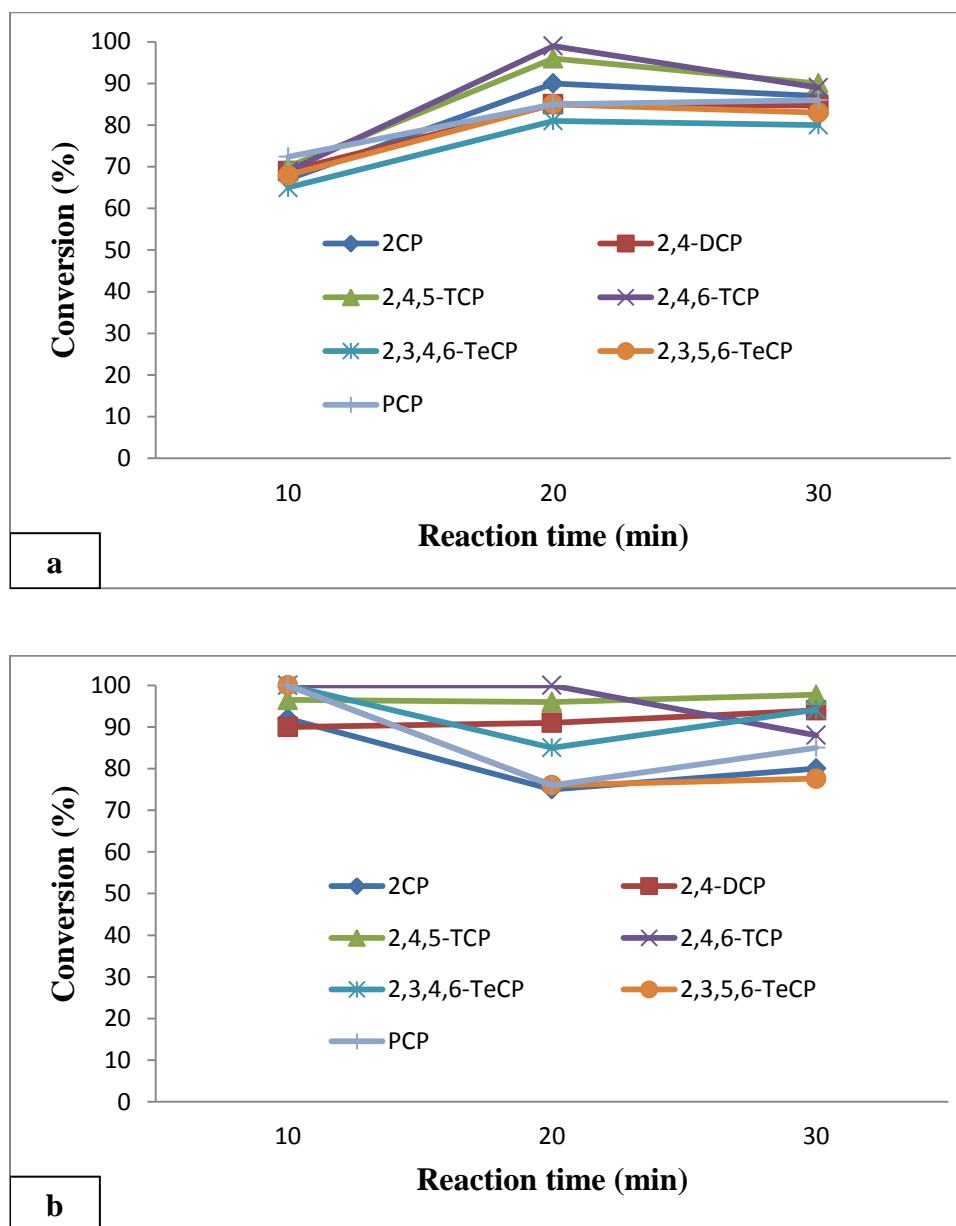 100
90
80
70
60
50
40
30
20
10
0
Conversion (%)
2CP
2,4-DCP
2,4,5-TCP
2,4,6-TCP
2,3,4,6-TeCP
2,3,5,6-TeCP
PCP
10
20
30
Reaction time (min)
a
100
90
80
70
60
50
40
30
20
10
0
Conversion (%)
2CP
2,4-DCP
2,4,5-TCP
2,4,6-TCP
2,3,4,6-TeCP
2,3,5,6-TeCP
PCP
10
20
30
Reaction time (min)
b